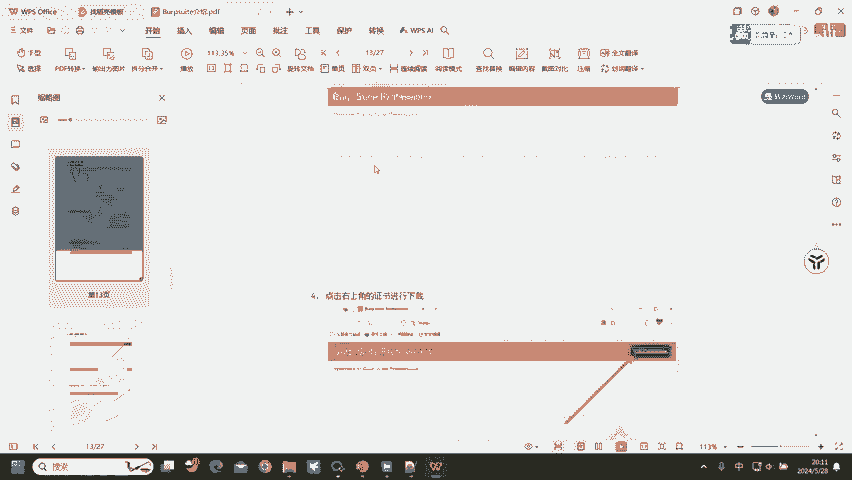 WPS Office
找稻壳模板
Burpsuite介绍.pdf
文件
开始
插入
编辑
页面
批注
工具
保护
转换
WPS AI
手型
选择
PDF转换
输出为图片
拆分合并
播放
113.35%
旋转文档
13/27
单页
双页
连续阅读
阅读模式
查找替换
编辑内容
截图对比
压缩
全文翻译
划词翻译
缩略图
转为Word
第13页
4、 点击右上角的证书进行下载
13/27
113%
搜索
中
20:11
2024/5/28